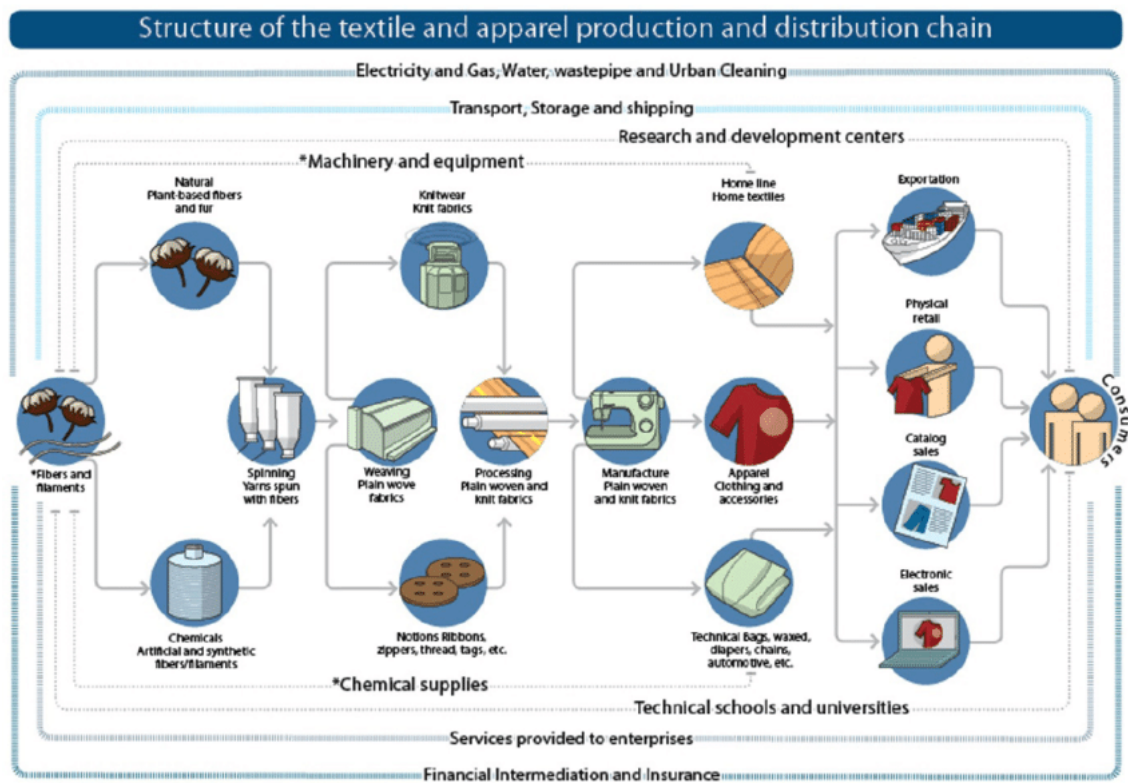 Structure of the textile and apparel production and distribution chain
Electricity and Gas, Water, wastepipe and Urban Cleaning
Transport, Storage and shipping
Research and development centers
*Machinery and equipment
Natural
Plant-based fibers
and fur
Knitwear
Knit fabrics
Home line
Home textiles
Exportation
Physical
retail
*Fibers and
filaments
Spinning
Yarns spun
with fibers
Weaving
Plain wove
fabrics
Processing
Plain woven and
knit fabrics
Manufacture
Plain woven
and knit fabrics
Apparel
Clothing and
accessories
Catalog
sales
Consumers
Electronic
sales
Chemicals
Artificial and synthetic
fibers/filaments
Notions Ribbons,
zippers, thread, tags, etc.
Technical Bags, waxed,
diapers, chains,
automotive, etc.
*Chemical supplies
Technical schools and universities
Services provided to enterprises
Financial Intermediation and Insurance